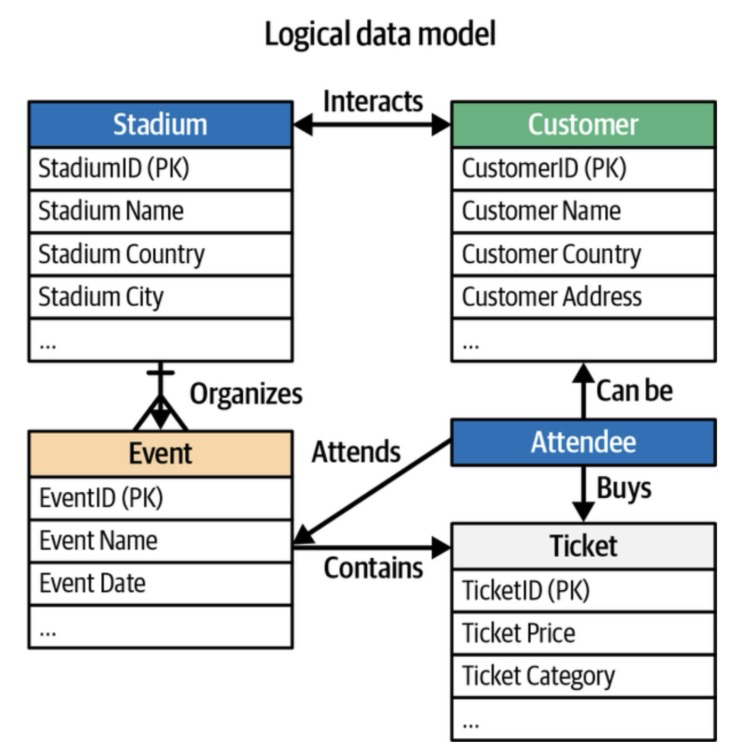 Logical data model
Interacts
Stadium
StadiumID (PK)
Stadium Name
Stadium Country
Stadium City
...
Customer
CustomerID (PK)
Customer Name
Customer Country
Customer Address
...
Organizes
Can be
Event
EventID (PK)
Event Name
Event Date
...
Attends
Attendee
Buys
Contains
Ticket
TicketID (PK)
Ticket Price
Ticket Category
...